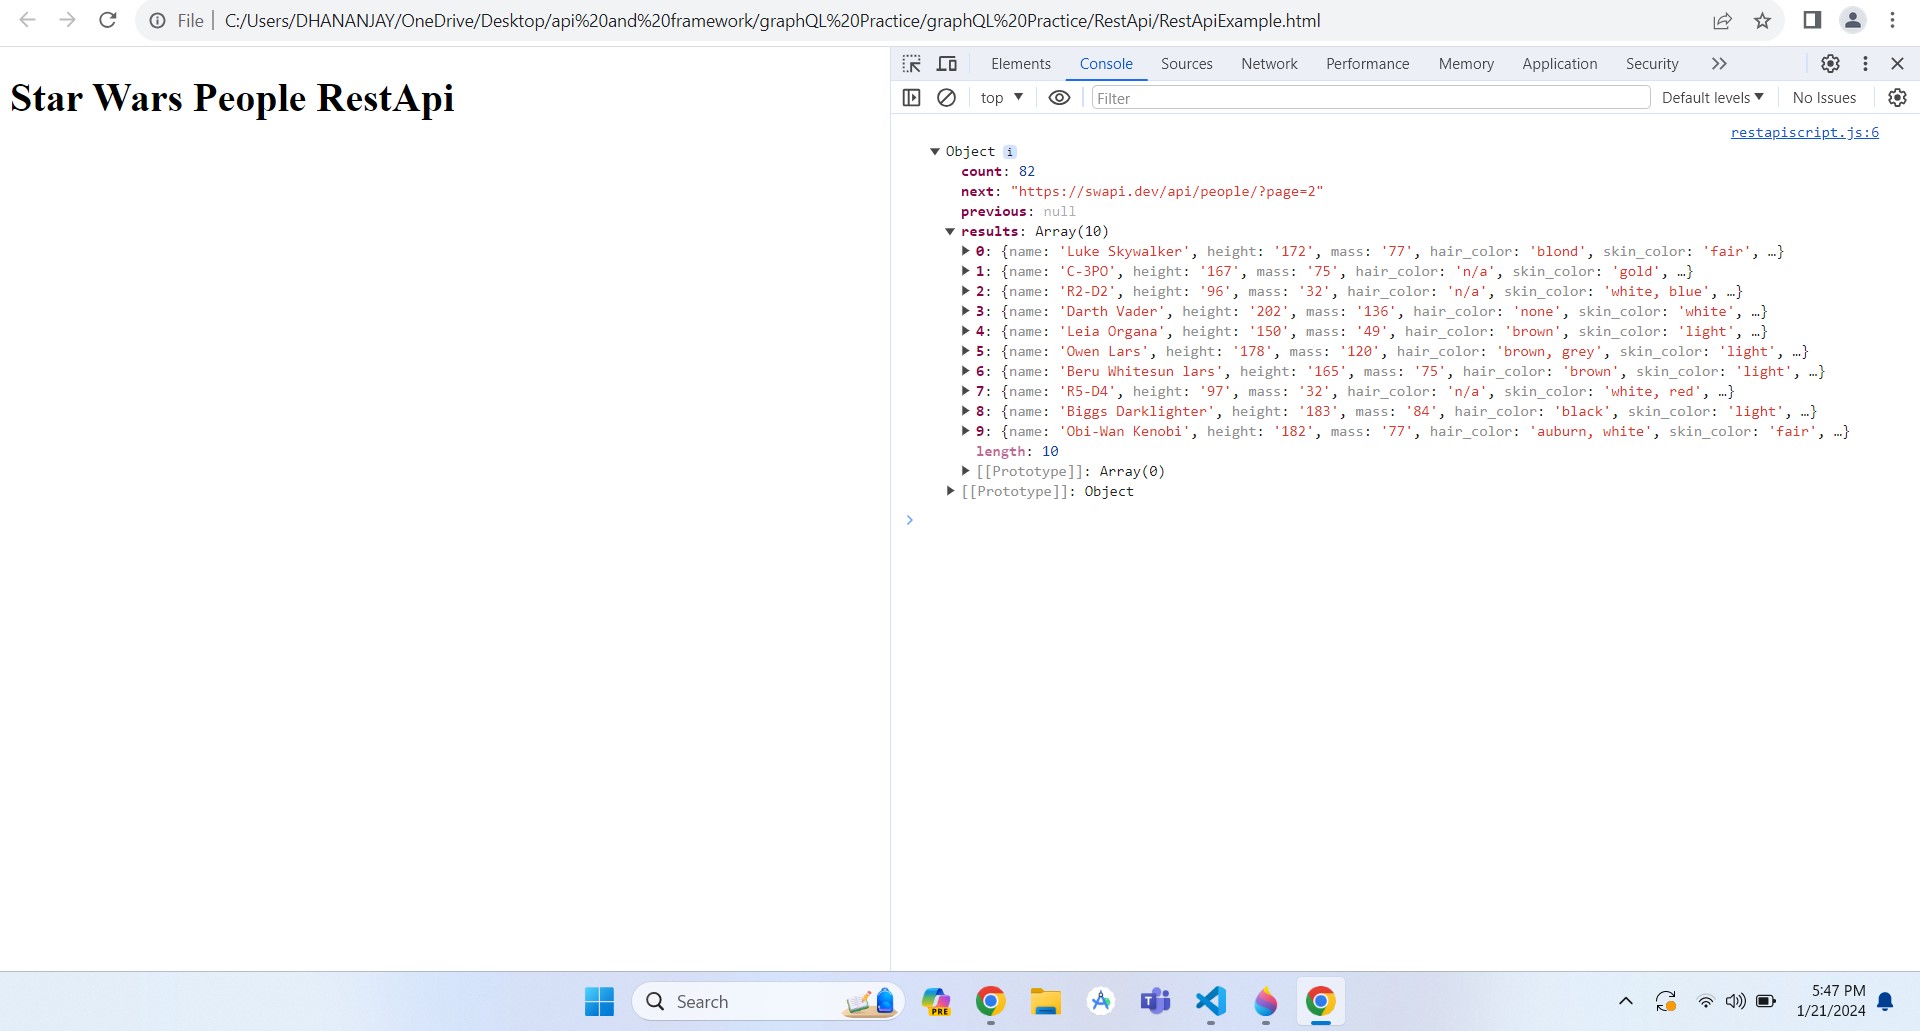 File C:/Users/DHANANJAY/OneDrive/Desktop/api%20and%20framework/graphQL%20Practice/graphQL%20Practice/RestApi/RestApiExample.html
Star Wars People RestApi
Elements Console Sources Network Performance Memory Application Security
top Filter Default levels No Issues
restapiscript.js:6
Object i
count: 82
next: "https://swapi.dev/api/people/?page=2"
previous: null
results: Array(10)
0: {name: 'Luke Skywalker', height: '172', mass: '77', hair_color: 'blond', skin_color: 'fair', …}
1: {name: 'C-3PO', height: '167', mass: '75', hair_color: 'n/a', skin_color: 'gold', …}
2: {name: 'R2-D2', height: '96', mass: '32', hair_color: 'n/a', skin_color: 'white, blue', …}
3: {name: 'Darth Vader', height: '202', mass: '136', hair_color: 'none', skin_color: 'white', …}
4: {name: 'Leia Organa', height: '150', mass: '49', hair_color: 'brown', skin_color: 'light', …}
5: {name: 'Owen Lars', height: '178', mass: '120', hair_color: 'brown, grey', skin_color: 'light', …}
6: {name: 'Beru Whitesun lars', height: '165', mass: '75', hair_color: 'brown', skin_color: 'light', …}
7: {name: 'R5-D4', height: '97', mass: '32', hair_color: 'n/a', skin_color: 'white, red', …}
8: {name: 'Biggs Darklighter', height: '183', mass: '84', hair_color: 'black', skin_color: 'light', …}
9: {name: 'Obi-Wan Kenobi', height: '182', mass: '77', hair_color: 'auburn, white', skin_color: 'fair', …}
length: 10
[[Prototype]]: Array(0)
[[Prototype]]: Object
Search
PRE
5:47 PM
1/21/2024